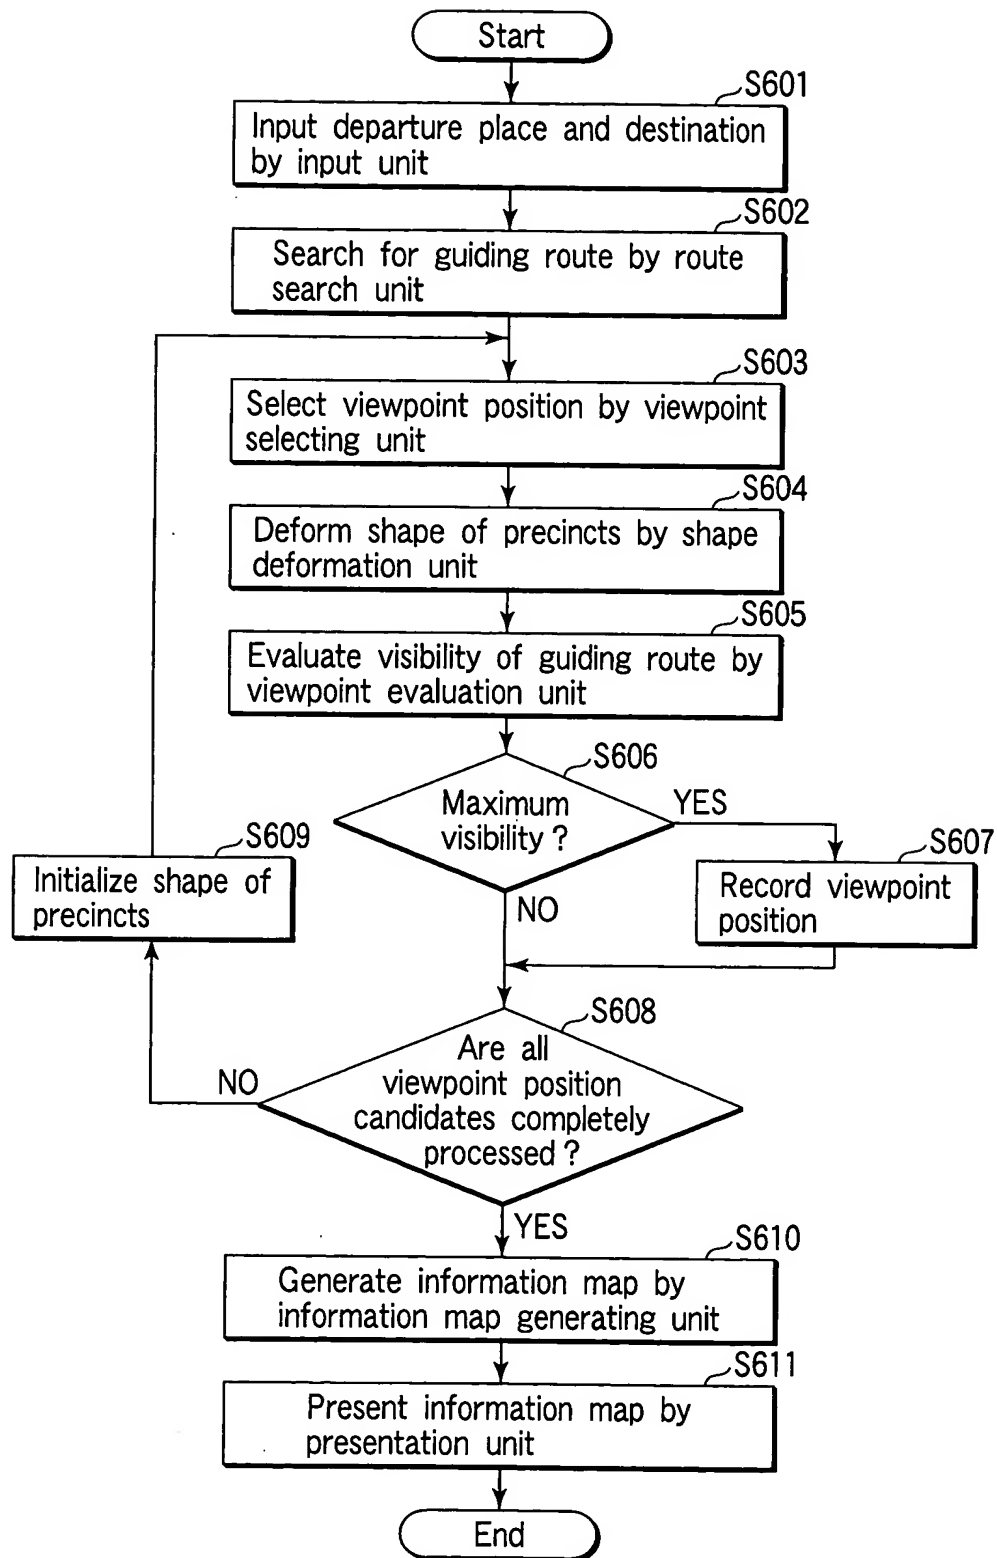 Start
S601
Input departure place and destination
by input unit
S602
Search for guiding route by route
search unit
S603
Select viewpoint position by viewpoint
selecting unit
S604
Deform shape of precincts by shape
deformation unit
S605
Evaluate visibility of guiding route by
viewpoint evaluation unit
S606
Maximum
visibility ?
YES
NO
S607
Record viewpoint
position
S609
Initialize shape of
precincts
S608
Are all
viewpoint position
candidates completely
processed ?
NO
YES
S610
Generate information map by
information map generating unit
S611
Present information map by
presentation unit
End